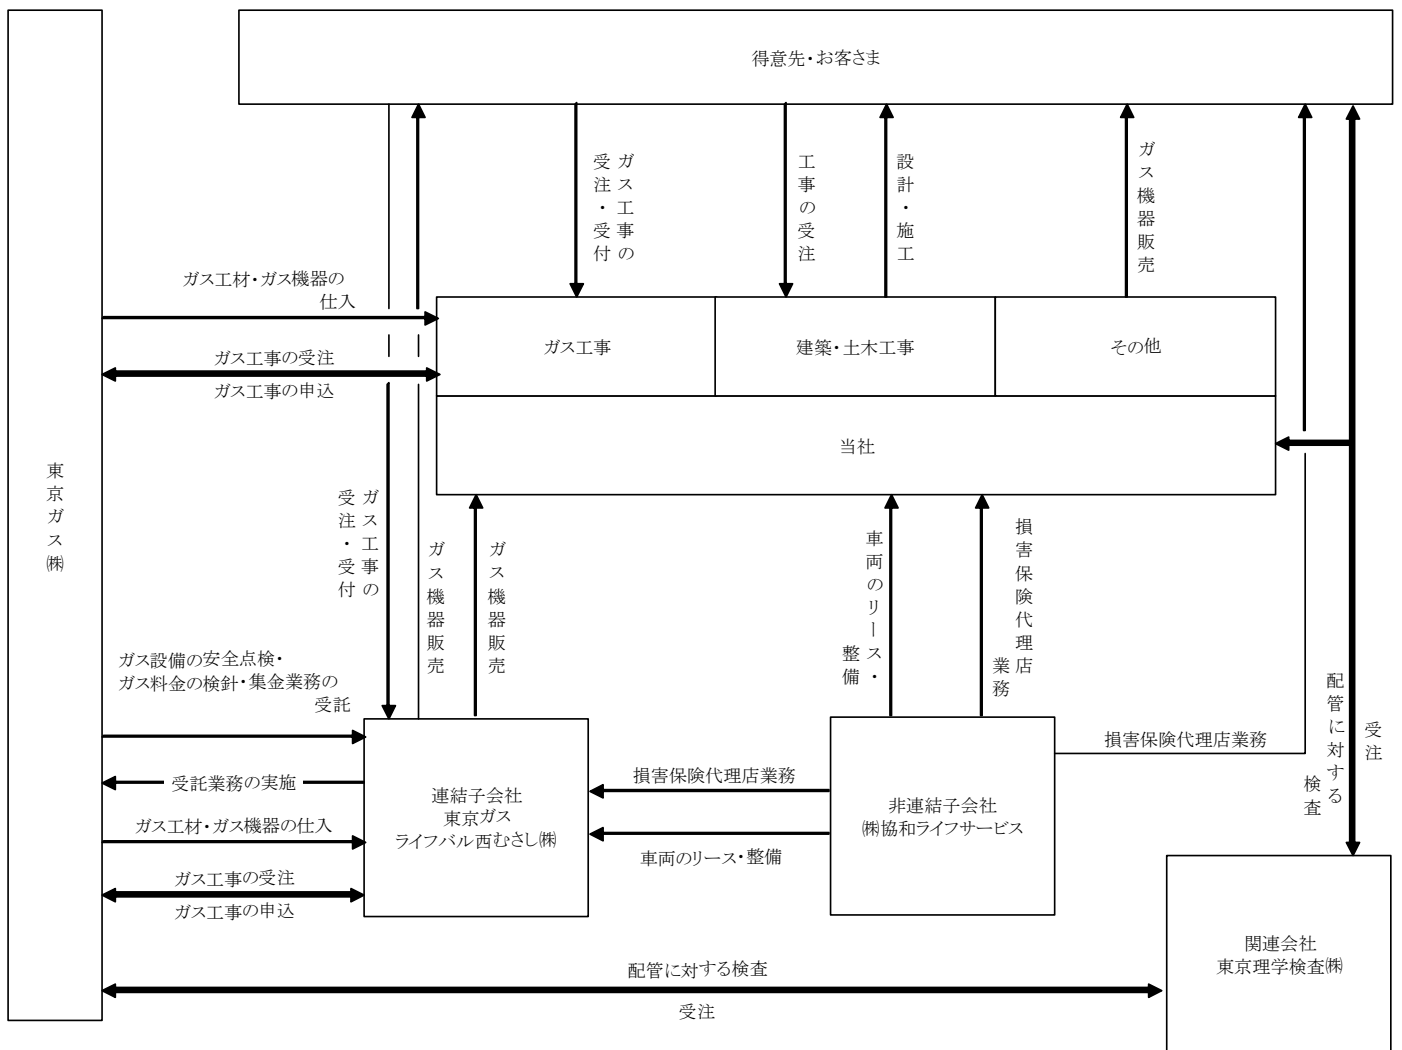 得意先・お客さま
ガス工事の
受注・受付
工事の受注
設計・施工
ガス機器販売
ガス工材・ガス機器の
仕入
ガス工事の受注
ガス工事の申込
ガス工事
建築・土木工事
その他
当社
東京ガス㈱
ガス工事の
受注・受付
ガス機器販売
ガス機器販売
車両のリース・
整備
損害保険代理店
業務
ガス設備の安全点検・
ガス料金の検針・集金業務の
受託
受託業務の実施
ガス工材・ガス機器の仕入
ガス工事の受注
ガス工事の申込
連結子会社
東京ガス
ライフバル西むさし㈱
損害保険代理店業務
車両のリース・整備
非連結子会社
㈱協和ライフサービス
損害保険代理店業務
配管に対する
検査
受注
関連会社
東京理学検査㈱
配管に対する検査
受注